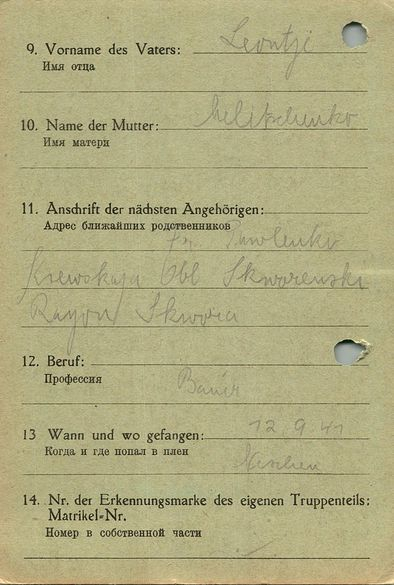 9. Vorname des Vaters: Leontji
Имя отца
10. Name der Mutter: Melitschenko
Имя матери
11. Anschrift der nächsten Angehörigen:
Адрес ближайших родственников
Pawlenko
Kiewskaja Obl Skworenski
Rayon Skwora
12. Beruf:
Профессия Bauer
13 Wann und wo gefangen: 12.9.41
Когда и где попал в плен
14. Nr. der Erkennungsmarke des eigenen Truppenteils:
Matrikel-Nr.
Номер в собственной части